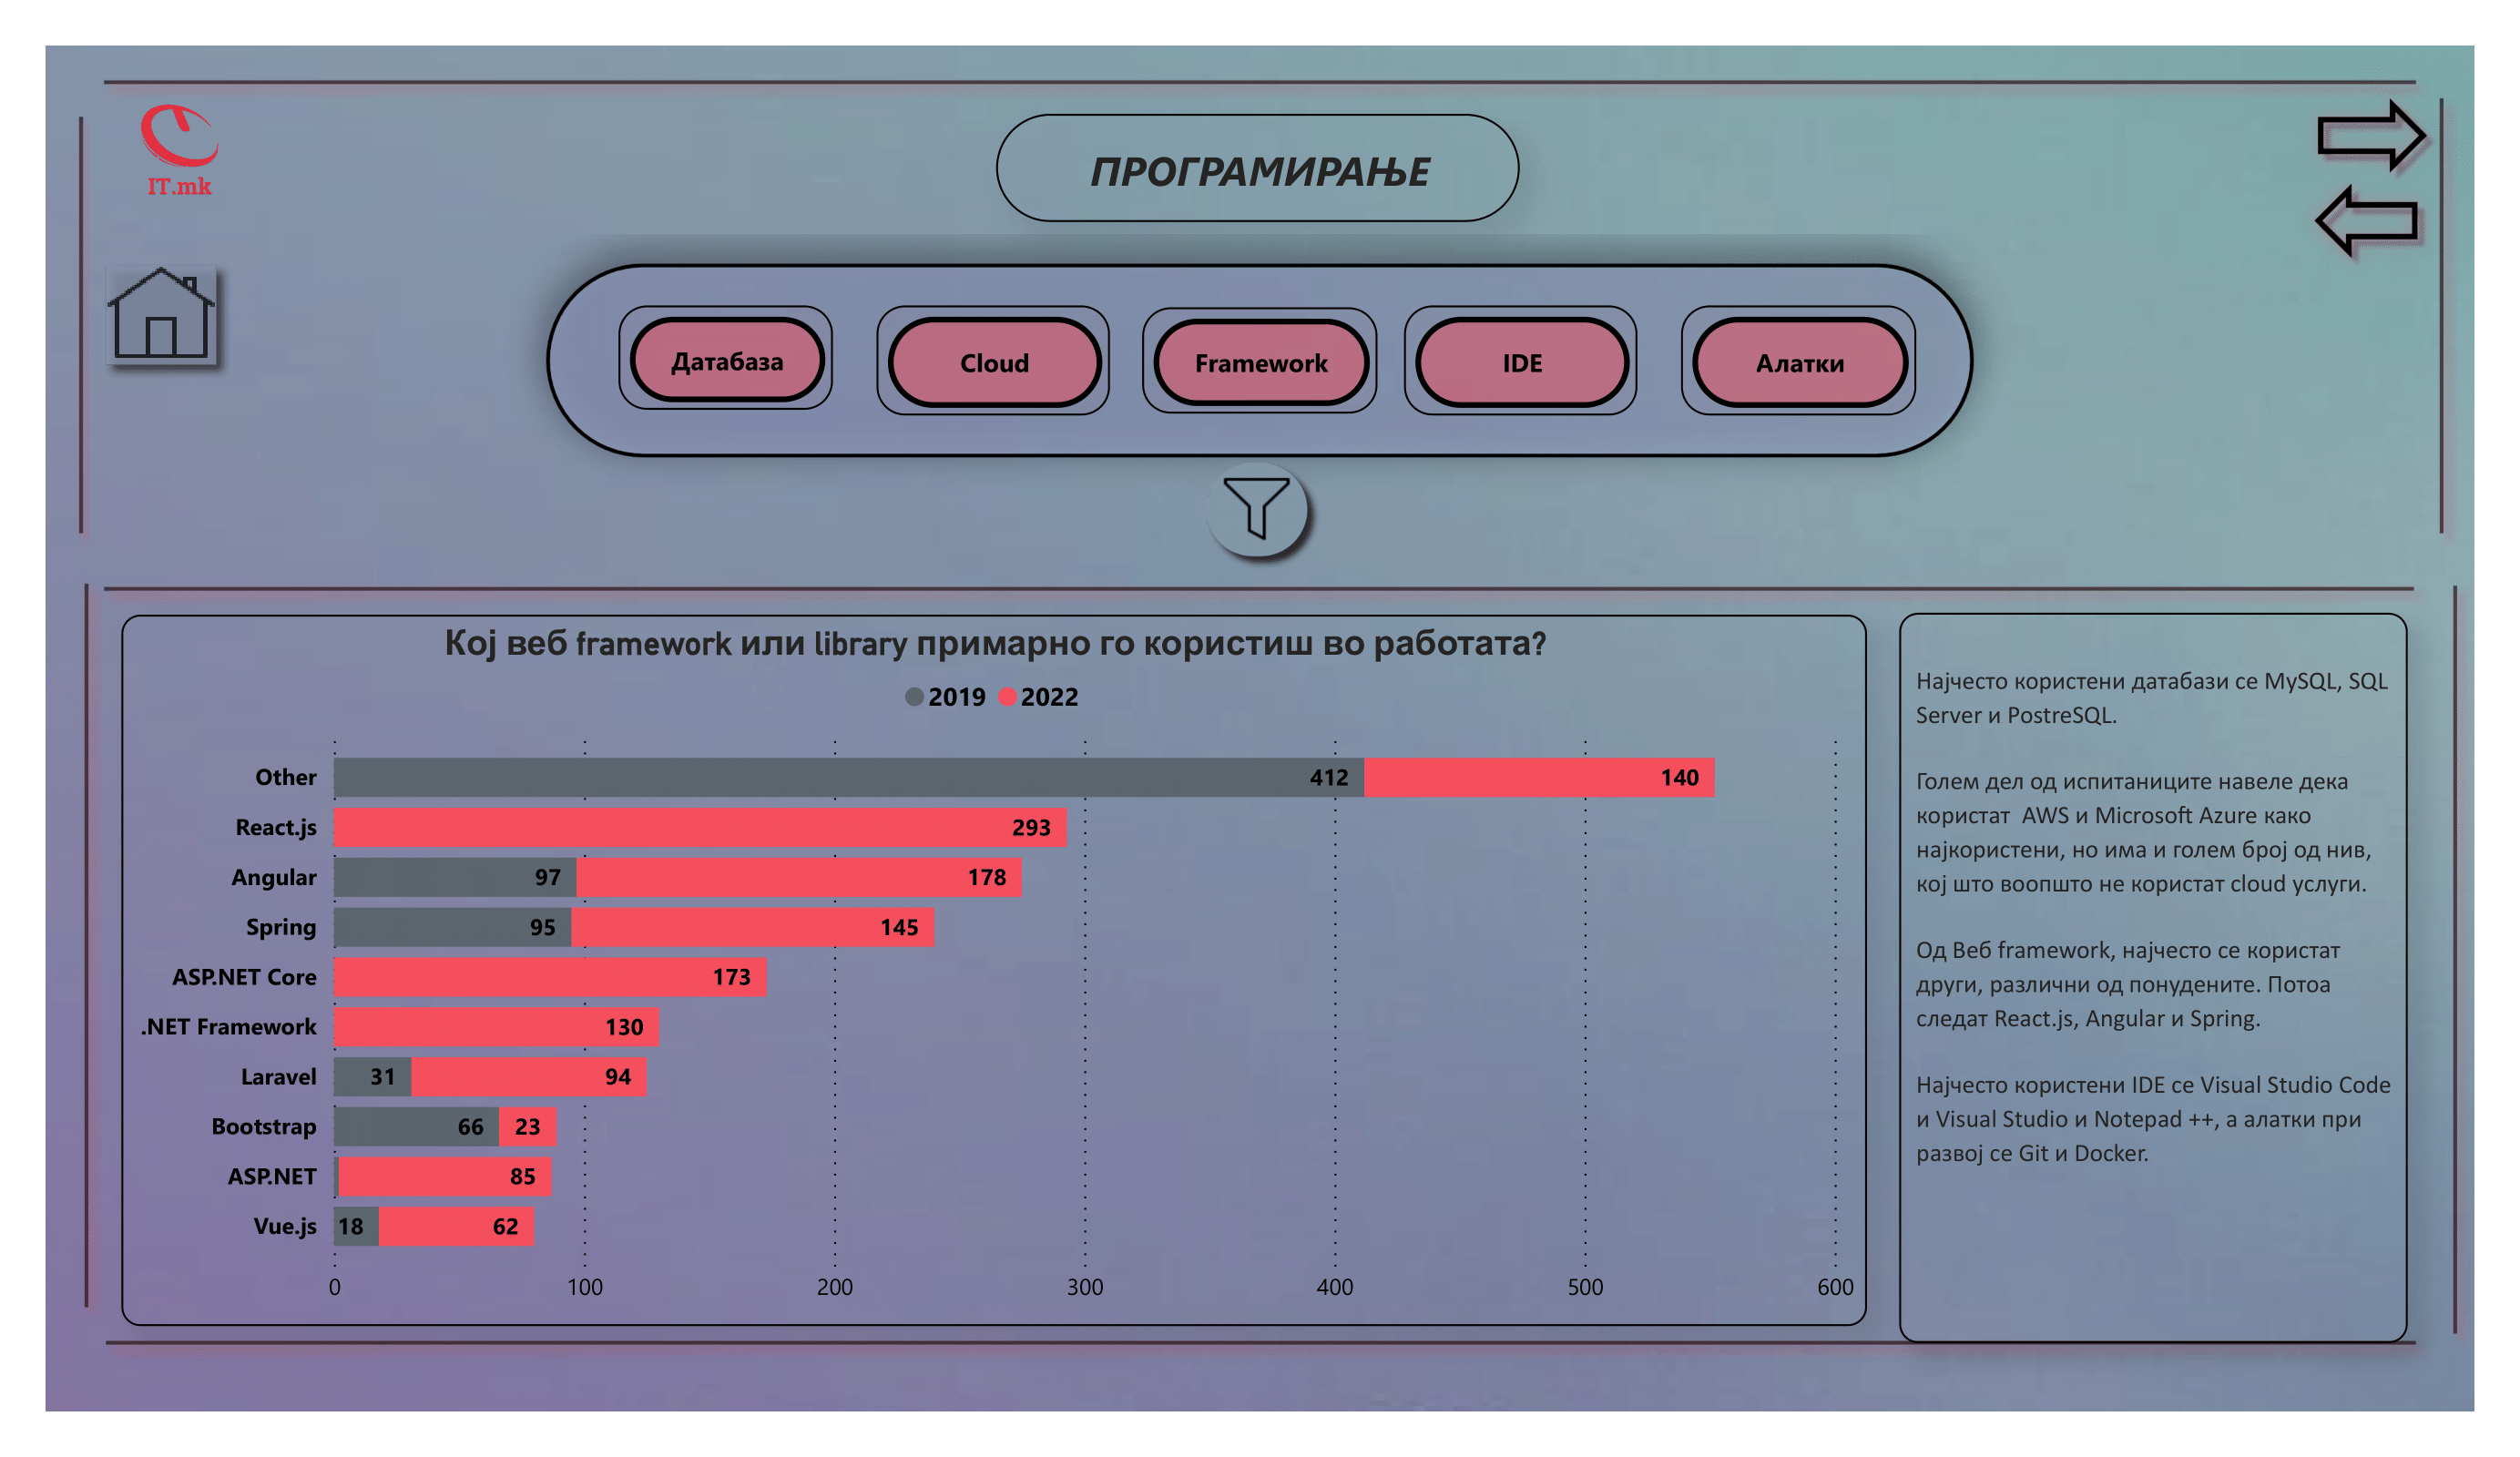 IT.mk
ПРОГРАМИРАЊЕ
Датабаза
Cloud
Framework
IDE
Алатки
Кој веб framework или library примарно го користиш во работата?
2019 2022
Other 412 140
React.js 293
Angular 97 178
Spring 95 145
ASP.NET Core 173
.NET Framework 130
Laravel 31 94
Bootstrap 66 23
ASP.NET 85
Vue.js 18 62
0 100 200 300 400 500 600
Најчесто користени датабази се MySQL, SQL
Server и PostreSQL.
Голем дел од испитаниците навеле дека
користат AWS и Microsoft Azure како
најкористени, но има и голем број од нив,
кој што воопшто не користат cloud услуги.
Од Веб framework, најчесто се користат
други, различни од понудените. Потоа
следат React.js, Angular и Spring.
Најчесто користени IDE се Visual Studio Code
и Visual Studio и Notepad ++, а алатки при
развој се Git и Docker.